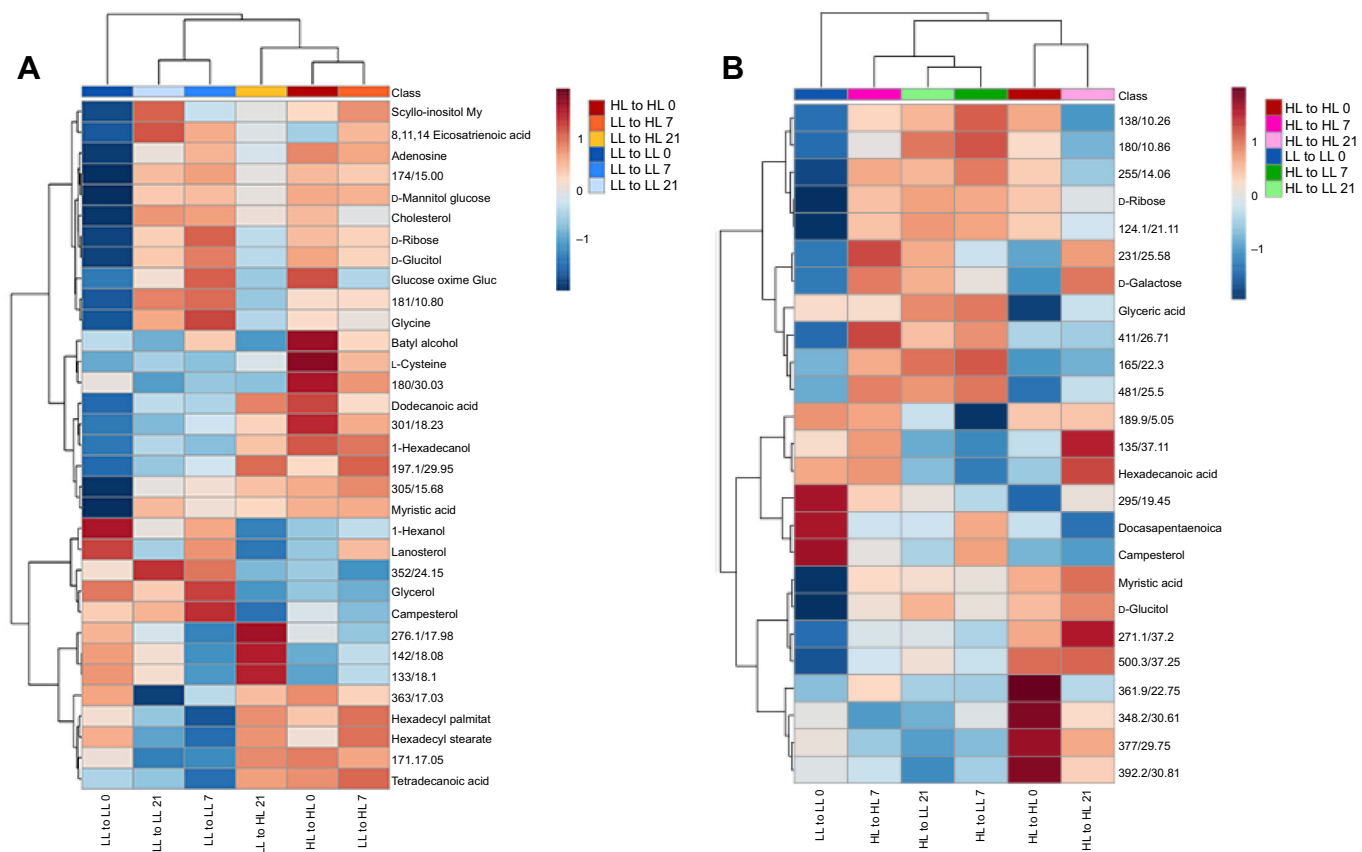 A
Class
Scyllo-inositol My
8,11,14 Eicosatrienoic acid
Adenosine
174/15.00
D-Mannitol glucose
Cholesterol
D-Ribose
D-Glucitol
Glucose oxime Gluc
181/10.80
Glycine
Batyl alcohol
L-Cysteine
180/30.03
Dodecanoic acid
301/18.23
1-Hexadecanol
197.1/29.95
305/15.68
Myristic acid
1-Hexanol
Lanosterol
352/24.15
Glycerol
Campesterol
276.1/17.98
142/18.08
133/18.1
363/17.03
Hexadecyl palmitat
Hexadecyl stearate
171.17.05
Tetradecanoic acid
LL to LL 0
LL to LL 21
LL to LL 7
LL to HL 21
HL to HL 0
LL to HL 7
1
0
−1
HL to HL 0
LL to HL 7
LL to HL 21
LL to LL 0
LL to LL 7
LL to LL 21
B
Class
138/10.26
180/10.86
255/14.06
D-Ribose
124.1/21.11
231/25.58
D-Galactose
Glyceric acid
411/26.71
165/22.3
481/25.5
189.9/5.05
135/37.11
Hexadecanoic acid
295/19.45
Docasapentaenoica
Campesterol
Myristic acid
D-Glucitol
271.1/37.2
500.3/37.25
361.9/22.75
348.2/30.61
377/29.75
392.2/30.81
LL to LL 0
HL to HL 7
HL to LL 21
HL to LL 7
HL to HL 0
HL to HL 21
1
0
−1
HL to HL 0
HL to HL 7
HL to HL 21
LL to LL 0
HL to LL 7
HL to LL 21